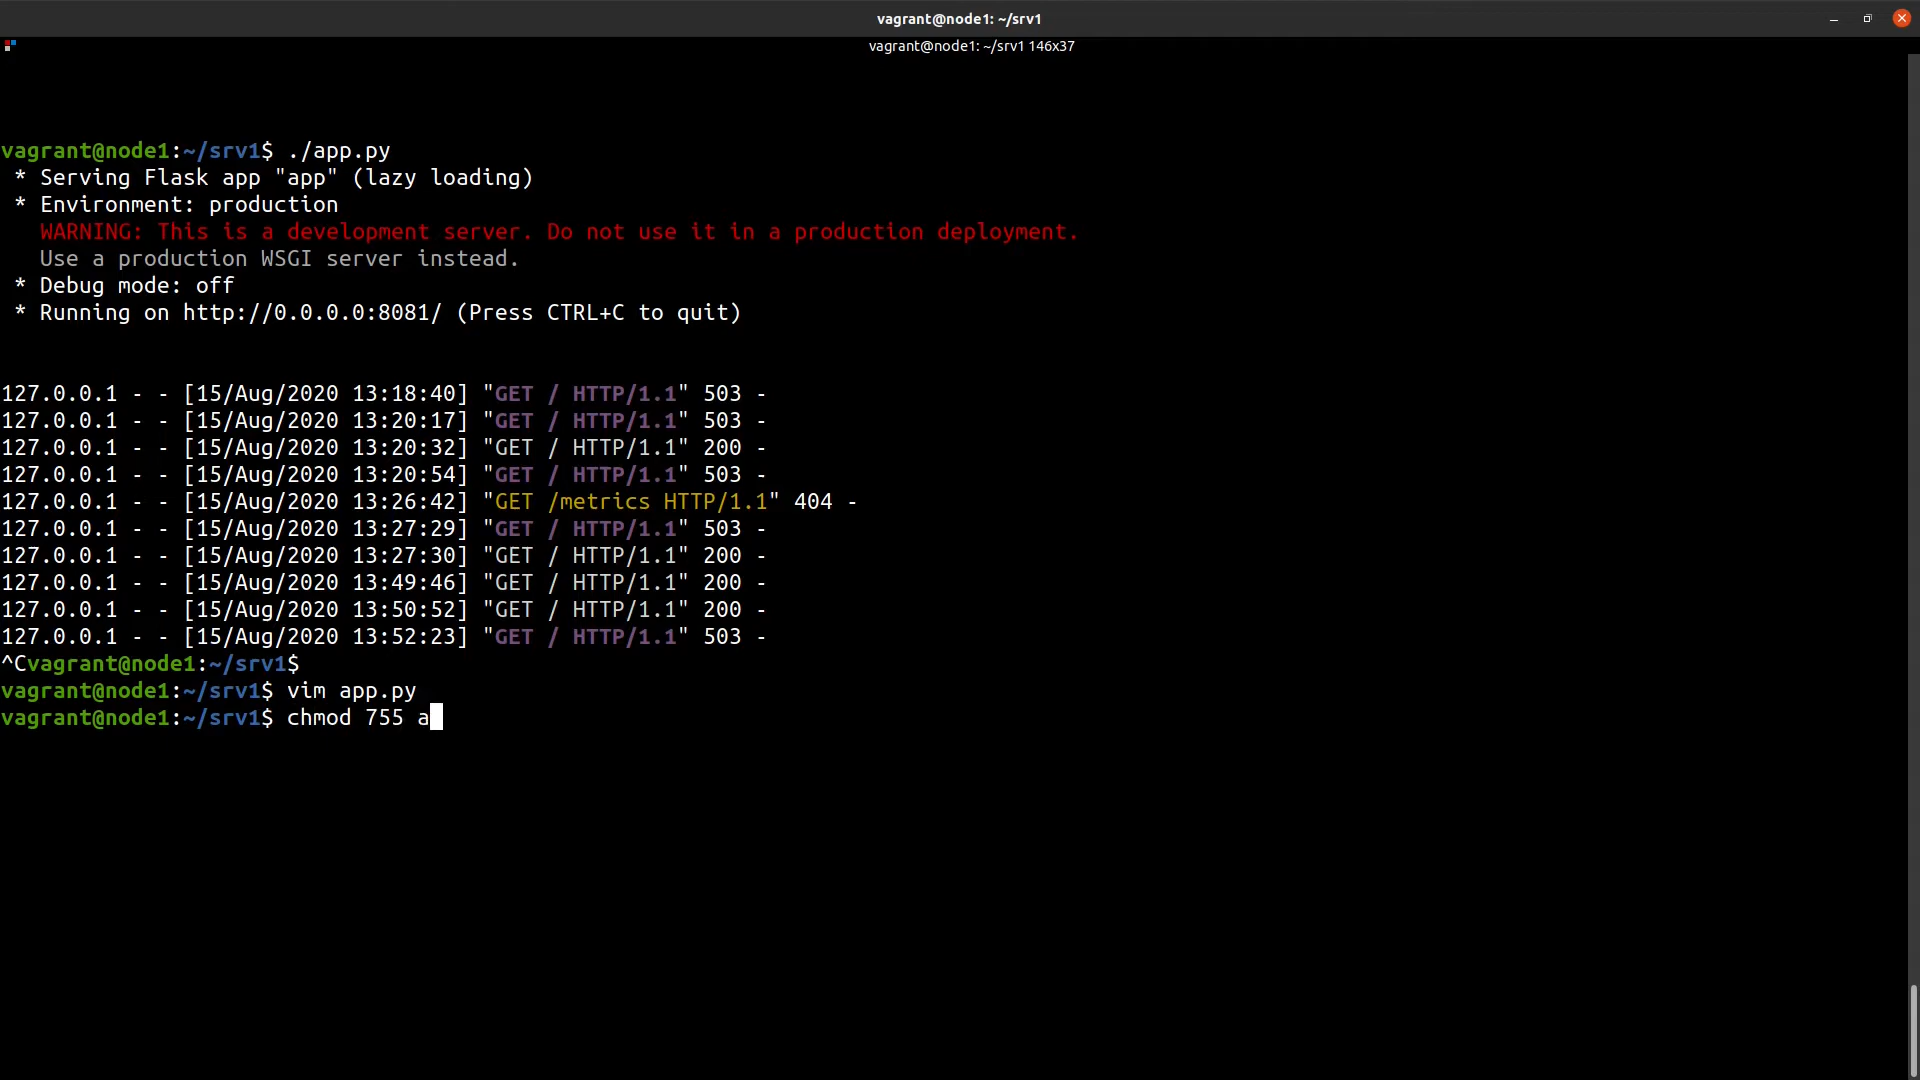 vagrant@node1: ~/srv1
vagrant@node1: ~/srv1 146x37
vagrant@node1:~/srv1$ ./app.py
 * Serving Flask app "app" (lazy loading)
 * Environment: production
   WARNING: This is a development server. Do not use it in a production deployment.
   Use a production WSGI server instead.
 * Debug mode: off
 * Running on http://0.0.0.0:8081/ (Press CTRL+C to quit)
127.0.0.1 - - [15/Aug/2020 13:18:40] "GET / HTTP/1.1" 503 -
127.0.0.1 - - [15/Aug/2020 13:20:17] "GET / HTTP/1.1" 503 -
127.0.0.1 - - [15/Aug/2020 13:20:32] "GET / HTTP/1.1" 200 -
127.0.0.1 - - [15/Aug/2020 13:20:54] "GET / HTTP/1.1" 503 -
127.0.0.1 - - [15/Aug/2020 13:26:42] "GET /metrics HTTP/1.1" 404 -
127.0.0.1 - - [15/Aug/2020 13:27:29] "GET / HTTP/1.1" 503 -
127.0.0.1 - - [15/Aug/2020 13:27:30] "GET / HTTP/1.1" 200 -
127.0.0.1 - - [15/Aug/2020 13:49:46] "GET / HTTP/1.1" 200 -
127.0.0.1 - - [15/Aug/2020 13:50:52] "GET / HTTP/1.1" 200 -
127.0.0.1 - - [15/Aug/2020 13:52:23] "GET / HTTP/1.1" 503 -
^Cvagrant@node1:~/srv1$
vagrant@node1:~/srv1$ vim app.py
vagrant@node1:~/srv1$ chmod 755 a